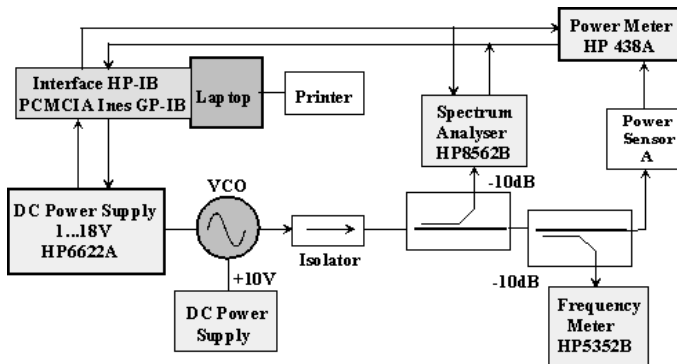 Power Meter
HP 438A
Interface HP-IB
PCMCIA Ines GP-IB
Laptop
Printer
Spectrum
Analyser
HP8562B
Power
Sensor
A
-10dB
VCO
DC Power Supply
1...18V
HP6622A
Isolator
+10V
-10dB
DC Power
Supply
Frequency
Meter
HP5352B